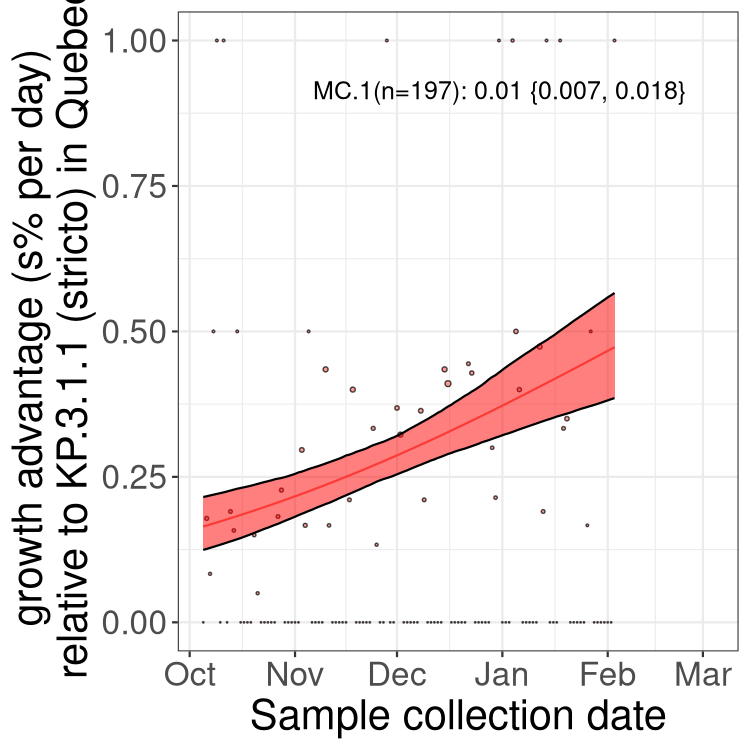 growth advantage (s% per day)
relative to KP.3.1.1 (stricto) in Quebec
1.00
0.75
0.50
0.25
0.00
MC.1(n=197): 0.01 {0.007, 0.018}
Oct Nov Dec Jan Feb Mar
Sample collection date